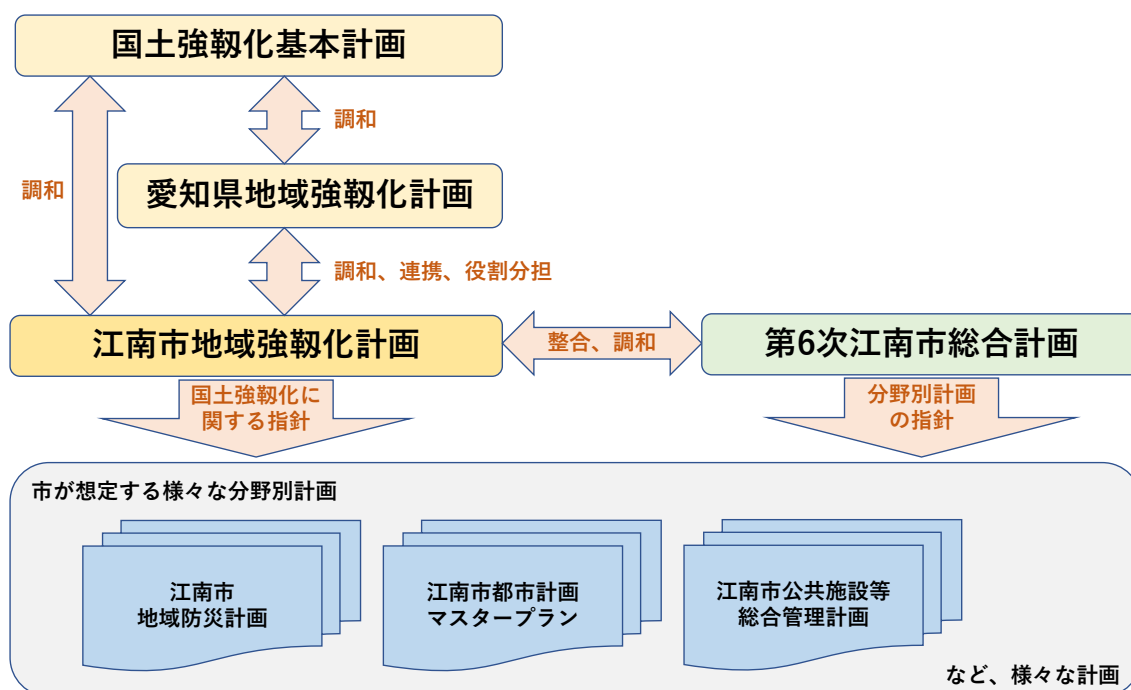 国土強靱化基本計画
調和
調和
愛知県地域強靱化計画
調和、連携、役割分担
江南市地域強靱化計画
整合、調和
第6次江南市総合計画
国土強靱化に
関する指針
分野別計画
の指針
市が想定する様々な分野別計画
江南市
地域防災計画
江南市都市計画
マスタープラン
江南市公共施設等
総合管理計画
など、様々な計画